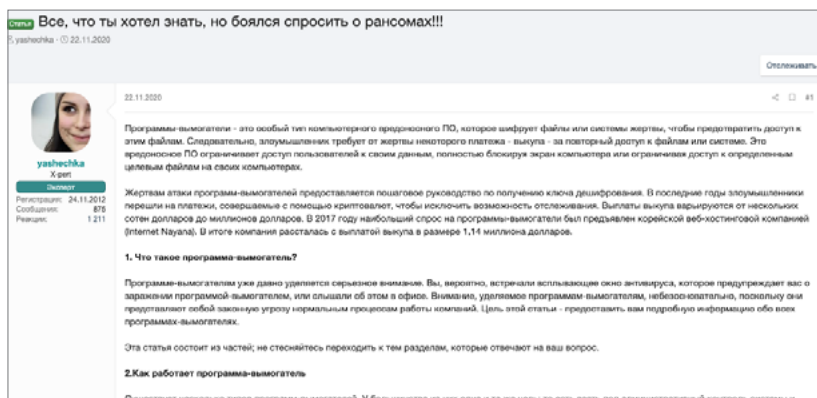 Статья Все, что ты хотел знать, но боялся спросить о рансомах!!!
yashechka · 22.11.2020
Отслеживать
22.11.2020
#1
yashechka
X-pert
Эксперт
Регистрация: 24.11.2012
Сообщения: 876
Реакции: 1 211
Программы-вымогатели - это особый тип компьютерного вредоносного ПО, которое шифрует файлы или системы жертвы, чтобы предотвратить доступ к
этим файлам. Следовательно, злоумышленник требует от жертвы некоторого платежа - выкупа - за повторный доступ к файлам или системе. Это
вредоносное ПО ограничивает доступ пользователей к своим данным, полностью блокируя экран компьютера или ограничивая доступ к определенным
целевым файлам на своих компьютерах.
Жертвам атаки программ-вымогателей предоставляется пошаговое руководство по получению ключа дешифрования. В последние годы злоумышленники
перешли на платежи, совершаемые с помощью криптовалют, чтобы исключить возможность отслеживания. Выплаты выкупа варьируются от нескольких
сотен долларов до миллионов долларов. В 2017 году наибольший спрос на программы-вымогатели был предъявлен корейской веб-хостинговой компанией
(Internet Nayana). В итоге компания рассталась с выплатой выкупа в размере 1,14 миллиона долларов.
1. Что такое программа-вымогатель?
Программе-вымогателям уже давно уделяется серьезное внимание. Вы, вероятно, встречали всплывающее окно антивируса, которое предупреждает вас о
заражении программой-вымогателем, или слышали об этом в офисе. Внимание, уделяемое программам-вымогателям, небезосновательно, поскольку они
представляют собой законную угрозу нормальным процессам работы компаний. Цель этой статьи - предоставить вам подробную информацию обо всех
программах-вымогателях.
Эта статья состоит из частей; не стесняйтесь переходить к тем разделам, которые отвечают на ваш вопрос.
2.Как работает программа-вымогатель